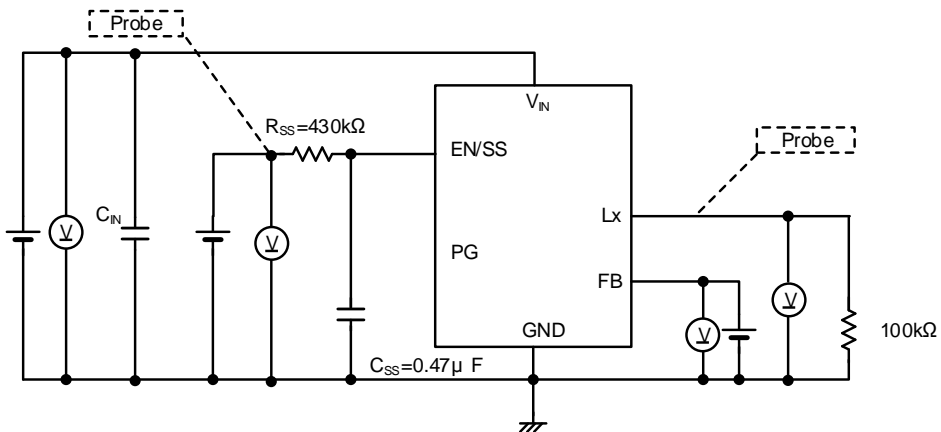 Probe
VIN
RSS=430kΩ
EN/SS
Probe
CIN
V
V
Lx
PG
V
FB
V
GND
100kΩ
CSS=0.47μ F